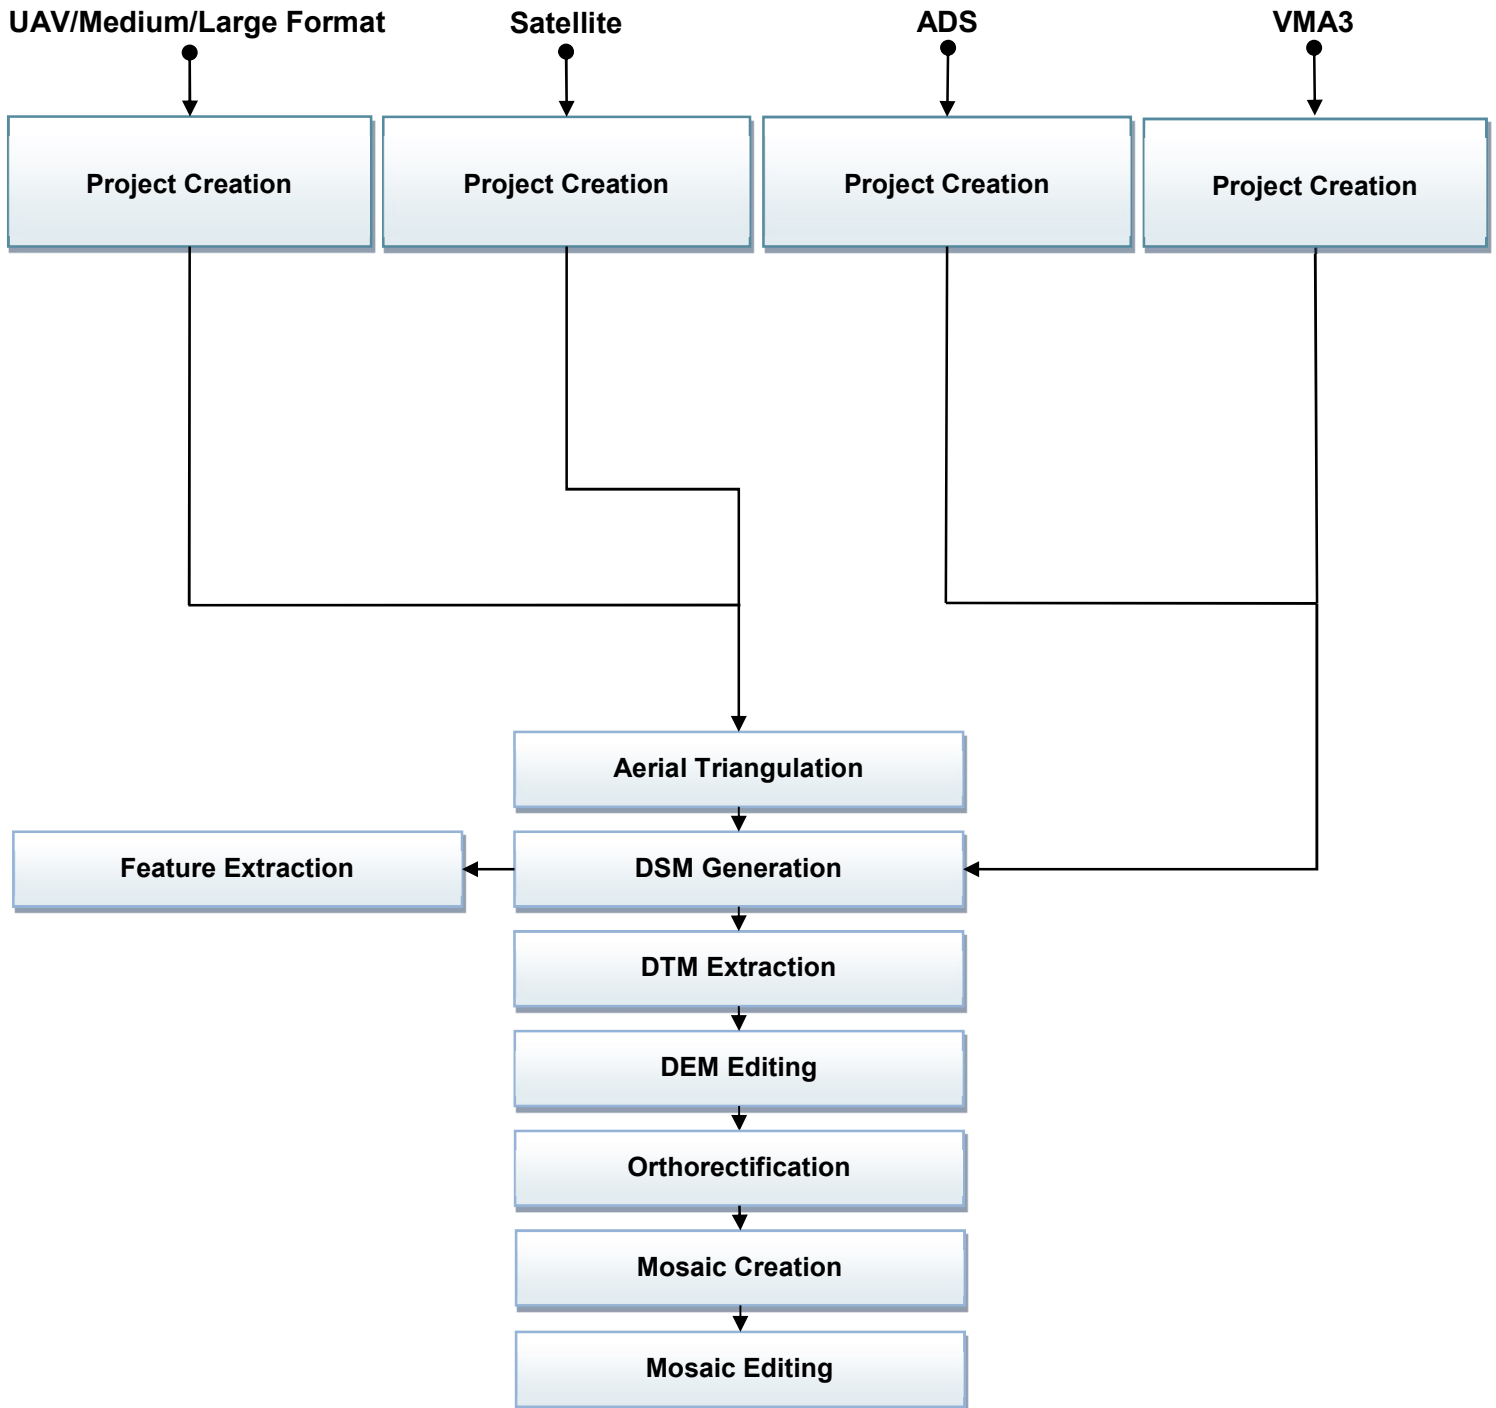 UAV/Medium/Large Format
Satellite
ADS
VMA3
Project Creation
Project Creation
Project Creation
Project Creation
Aerial Triangulation
Feature Extraction
DSM Generation
DTM Extraction
DEM Editing
Orthorectification
Mosaic Creation
Mosaic Editing